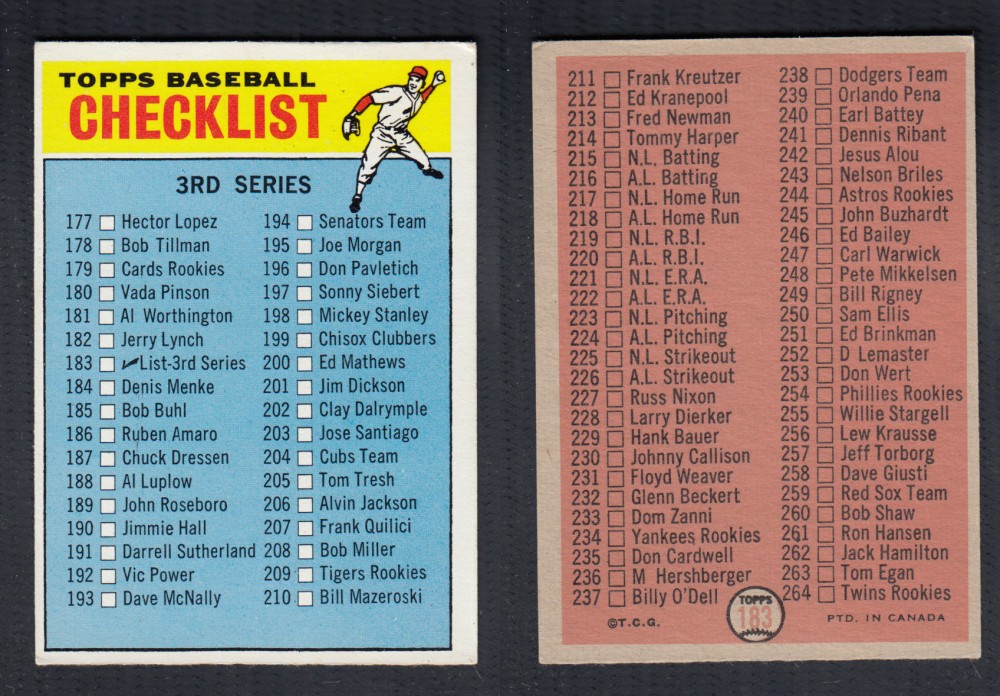 TOPPS BASEBALL
CHECKLIST
3RD SERIES
177 Hector Lopez
178 Bob Tillman
179 Cards Rookies
180 Vada Pinson
181 Al Worthington
182 Jerry Lynch
183 List-3rd Series
184 Denis Menke
185 Bob Buhl
186 Ruben Amaro
187 Chuck Dressen
188 Al Luplow
189 John Roseboro
190 Jimmie Hall
191 Darrell Sutherland
192 Vic Power
193 Dave McNally
194 Senators Team
195 Joe Morgan
196 Don Pavletich
197 Sonny Siebert
198 Mickey Stanley
199 Chisox Clubbers
200 Ed Mathews
201 Jim Dickson
202 Clay Dalrymple
203 Jose Santiago
204 Cubs Team
205 Tom Tresh
206 Alvin Jackson
207 Frank Quilici
208 Bob Miller
209 Tigers Rookies
210 Bill Mazeroski
211 Frank Kreutzer
212 Ed Kranepool
213 Fred Newman
214 Tommy Harper
215 N.L. Batting
216 A.L. Batting
217 N.L. Home Run
218 A.L. Home Run
219 N.L. R.B.I.
220 A.L. R.B.I.
221 N.L. E.R.A.
222 A.L. E.R.A.
223 N.L. Pitching
224 A.L. Pitching
225 N.L. Strikeout
226 A.L. Strikeout
227 Russ Nixon
228 Larry Dierker
229 Hank Bauer
230 Johnny Callison
231 Floyd Weaver
232 Glenn Beckert
233 Dom Zanni
234 Yankees Rookies
235 Don Cardwell
236 M Hershberger
237 Billy O'Dell
238 Dodgers Team
239 Orlando Pena
240 Earl Battey
241 Dennis Ribant
242 Jesus Alou
243 Nelson Briles
244 Astros Rookies
245 John Buzhardt
246 Ed Bailey
247 Carl Warwick
248 Pete Mikkelsen
249 Bill Rigney
250 Sam Ellis
251 Ed Brinkman
252 D Lemaster
253 Don Wert
254 Phillies Rookies
255 Willie Stargell
256 Lew Krausse
257 Jeff Torborg
258 Dave Giusti
259 Red Sox Team
260 Bob Shaw
261 Ron Hansen
262 Jack Hamilton
263 Tom Egan
264 Twins Rookies
©T.C.G.
TOPPS
183
PTD. IN CANADA